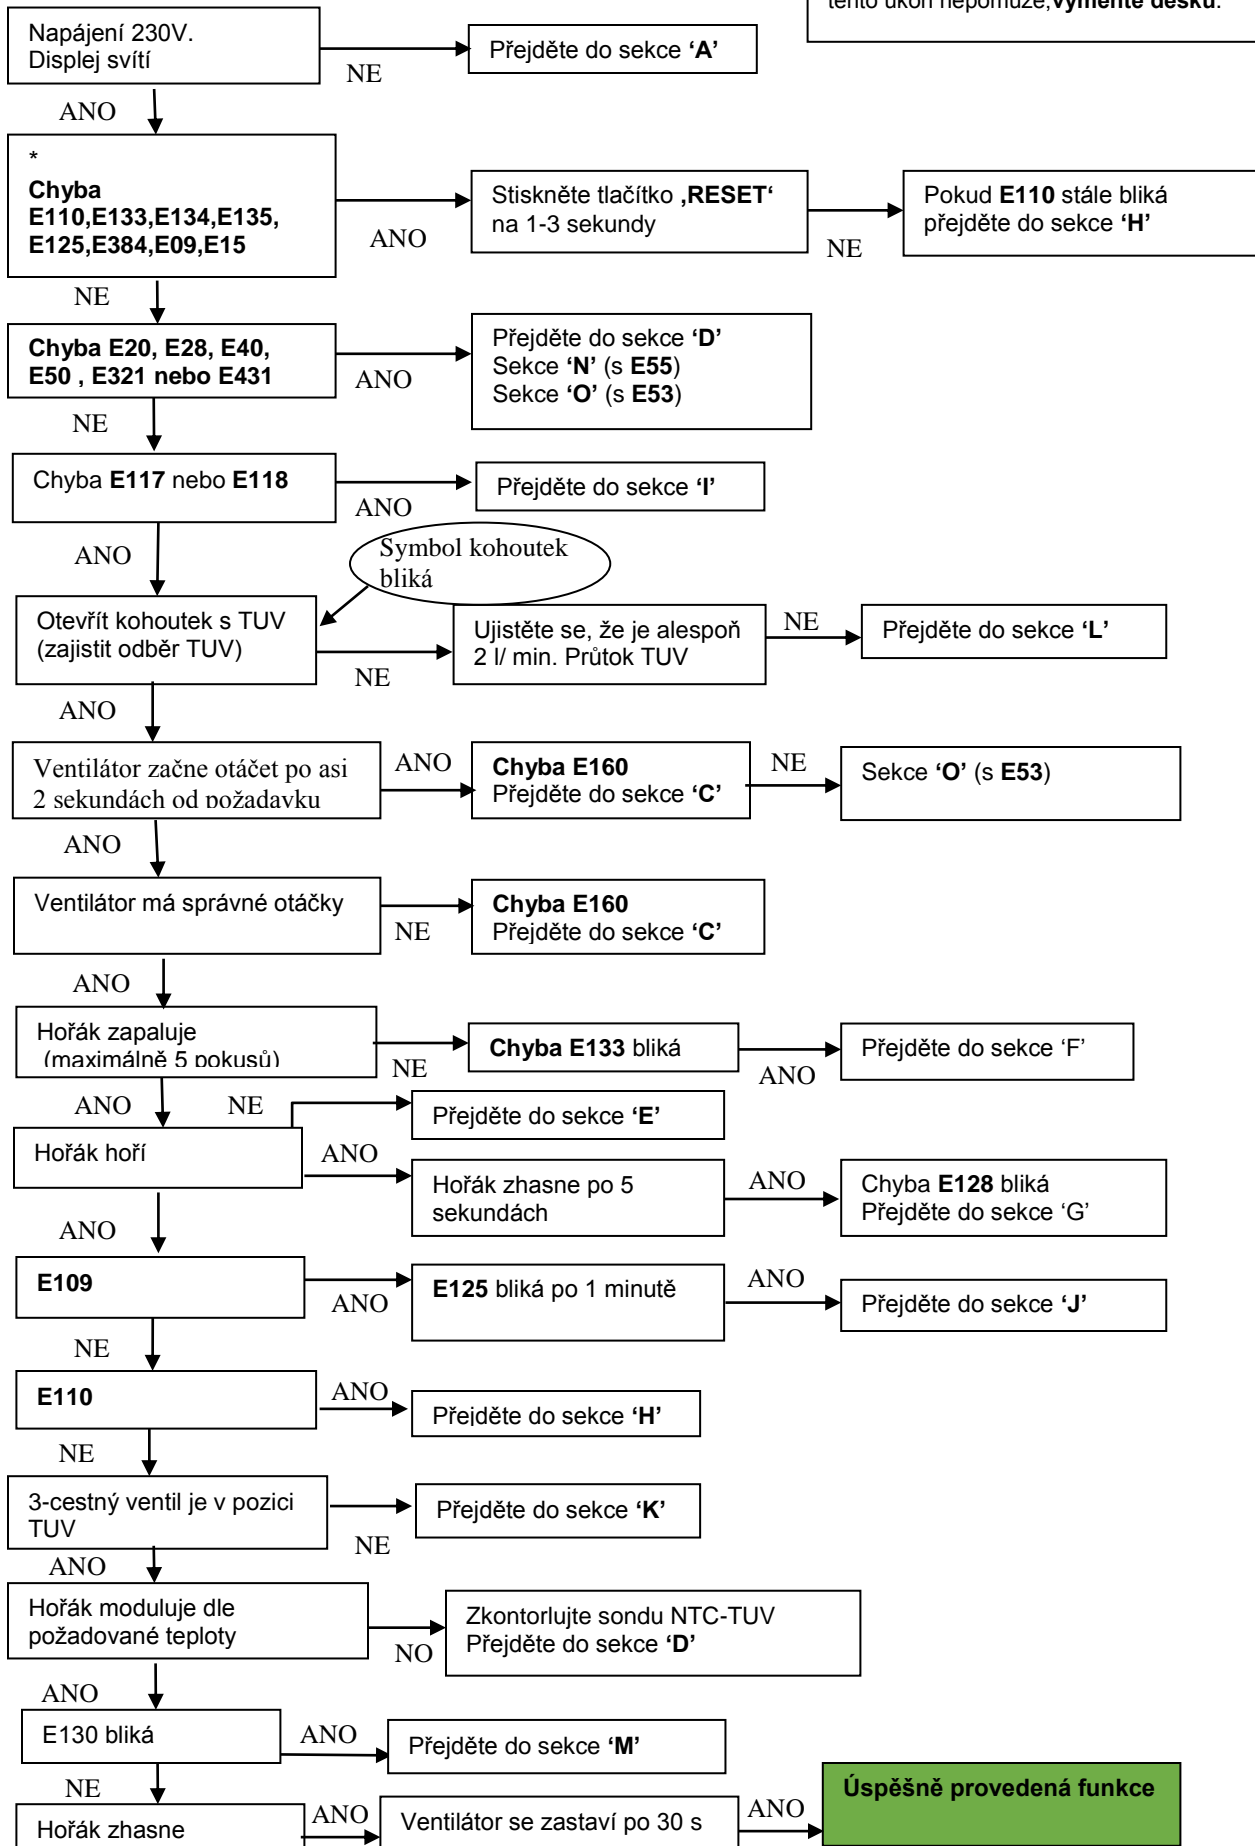 tento úkon nepomůže,vyměňte desku.
Napájení 230V.
Displej svítí
NE
Přejděte do sekce ‘A’
ANO
*
Chyba
E110,E133,E134,E135,
E125,E384,E09,E15
ANO
Stiskněte tlačítko ‚RESET‘
na 1-3 sekundy
NE
Pokud E110 stále bliká
přejděte do sekce ‘H’
NE
Chyba E20, E28, E40,
E50 , E321 nebo E431
ANO
Přejděte do sekce ‘D’
Sekce ‘N’ (s E55)
Sekce ‘O’ (s E53)
NE
Chyba E117 nebo E118
ANO
Přejděte do sekce ‘I’
ANO
Symbol kohoutek
bliká
Otevřít kohoutek s TUV
(zajistit odběr TUV)
NE
Ujistěte se, že je alespoň
2 l/ min. Průtok TUV
NE
Přejděte do sekce ‘L’
ANO
Ventilátor začne otáčet po asi
2 sekundách od požadavku
ANO
Chyba E160
Přejděte do sekce ‘C’
NE
Sekce ‘O’ (s E53)
ANO
Ventilátor má správné otáčky
NE
Chyba E160
Přejděte do sekce ‘C’
ANO
Hořák zapaluje
(maximálně 5 pokusů)
NE
Chyba E133 bliká
ANO
Přejděte do sekce ‘F’
ANO
NE
Přejděte do sekce ‘E’
Hořák hoří
ANO
Hořák zhasne po 5
sekundách
ANO
Chyba E128 bliká
Přejděte do sekce ‘G’
ANO
E109
ANO
E125 bliká po 1 minutě
ANO
Přejděte do sekce ‘J’
NE
E110
ANO
Přejděte do sekce ‘H’
NE
3-cestný ventil je v pozici
TUV
NE
Přejděte do sekce ‘K’
ANO
Hořák moduluje dle
požadované teploty
NO
Zkontorlujte sondu NTC-TUV
Přejděte do sekce ‘D’
ANO
E130 bliká
ANO
Přejděte do sekce ‘M’
NE
Hořák zhasne
ANO
Ventilátor se zastaví po 30 s
ANO
Úspěšně provedená funkce